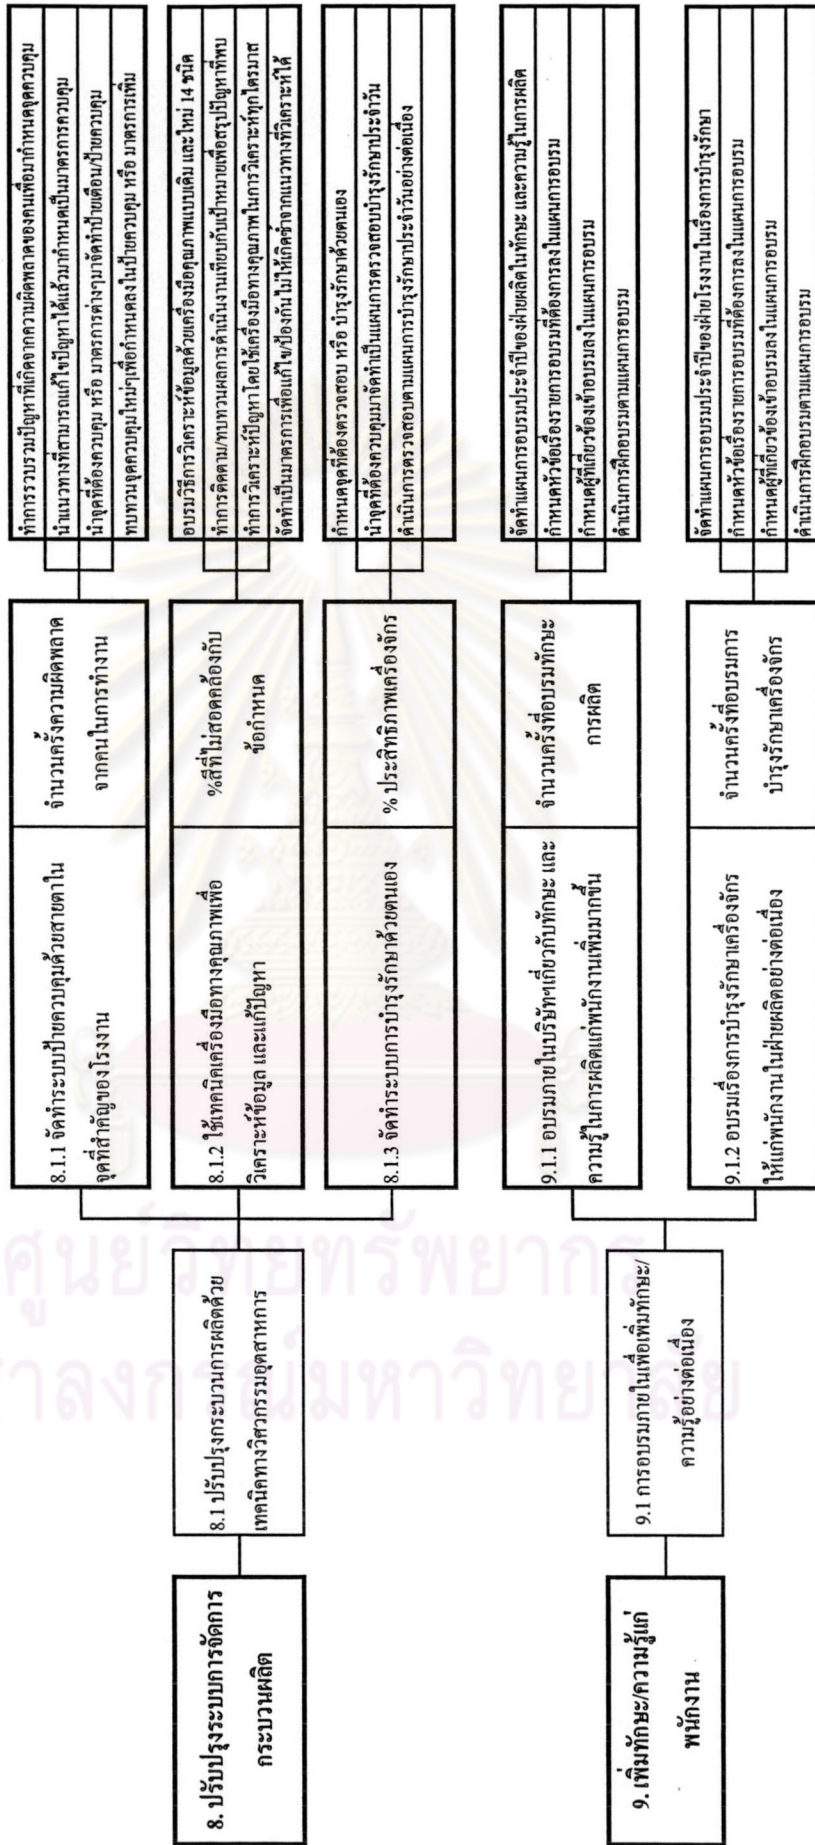 8. ปรับปรุงระบบการจัดการ
กระบวนผลิต
8.1 ปรับปรุงกระบวนการผลิตด้วย
เทคนิคทางวิศวกรรมอุตสาหการ
8.1.1 จัดทำระบบป้ายควบคุมด้วยสายตาใน
จุดที่สำคัญของโรงงาน
จำนวนครั้งความผิดพลาด
จากคนในการทำงาน
ทำการรวบรวมปัญหาที่เกิดจากความผิดพลาดของคนเพื่อมากำหนดจุดควบคุม
นำแนวทางที่สามารถแก้ไขปัญหาได้แล้วมากำหนดเป็นมาตรการควบคุม
นำจุดที่ต้องควบคุม หรือ มาตรการต่างๆมาจัดทำป้ายเตือน/ป้ายควบคุม
ทบทวนจุดควบคุมใหม่ๆเพื่อกำหนดลงในป้ายควบคุม หรือ มาตรการเพิ่ม
8.1.2 ใช้เทคนิคเครื่องมือทางคุณภาพเพื่อ
วิเคราะห์ข้อมูล และแก้ปัญหา
%สีที่ไม่สอดคล้องกับ
ข้อกำหนด
อบรมวิธีการวิเคราะห์ข้อมูลด้วยเครื่องมือคุณภาพแบบเดิม และใหม่ 14 ชนิด
ทำการติดตาม/ทบทวนผลการดำเนินงานเทียบกับเป้าหมายเพื่อสรุปปัญหาที่พบ
ทำการวิเคราะห์ปัญหาโดยใช้เครื่องมือทางคุณภาพในการวิเคราะห์ทุกไตรมาส
จัดทำเป็นมาตรการเพื่อแก้ไข/ป้องกันไม่ให้เกิดซ้ำจากแนวทางที่วิเคราะห์ได้
8.1.3 จัดทำระบบการบำรุงรักษาด้วยตนเอง
% ประสิทธิภาพเครื่องจักร
กำหนดจุดที่ต้องตรวจสอบ หรือ บำรุงรักษาด้วยตนเอง
นำจุดที่ต้องควบคุมมาจัดทำเป็นแผนการตรวจสอบบำรุงรักษาประจำวัน
ดำเนินการตรวจสอบตามแผนการบำรุงรักษาประจำวันอย่างต่อเนื่อง
9. เพิ่มทักษะ/ความรู้แก่
พนักงาน
9.1 การอบรมภายในเพื่อเพิ่มทักษะ/
ความรู้อย่างต่อเนื่อง
9.1.1 อบรมภายในบริษัทฯเกี่ยวกับทักษะ และ
ความรู้ในการผลิตแก่พนักงานเพิ่มมากขึ้น
จำนวนครั้งที่อบรมทักษะ
การผลิต
จัดทำแผนการอบรมประจำปีของฝ่ายผลิตในทักษะ และความรู้ในการผลิต
กำหนดหัวข้อเรื่องรายการอบรมที่ต้องการลงในแผนการอบรม
กำหนดผู้ที่เกี่ยวข้องเข้าอบรมลงในแผนการอบรม
ดำเนินการฝึกอบรมตามแผนการอบรม
9.1.2 อบรมเรื่องการบำรุงรักษาเครื่องจักร
ให้แก่พนักงานในฝ่ายผลิตอย่างต่อเนื่อง
จำนวนครั้งที่อบรมการ
บำรุงรักษาเครื่องจักร
จัดทำแผนการอบรมประจำปีของฝ่ายโรงงานในเรื่องการบำรุงรักษา
กำหนดหัวข้อเรื่องรายการอบรมที่ต้องการลงในแผนการอบรม
กำหนดผู้ที่เกี่ยวข้องเข้าอบรมลงในแผนการอบรม
ดำเนินการฝึกอบรมตามแผนการอบรม
ศูนย์วิทยทรัพยากร
าลงกรณ์มหาวิทยาลัย